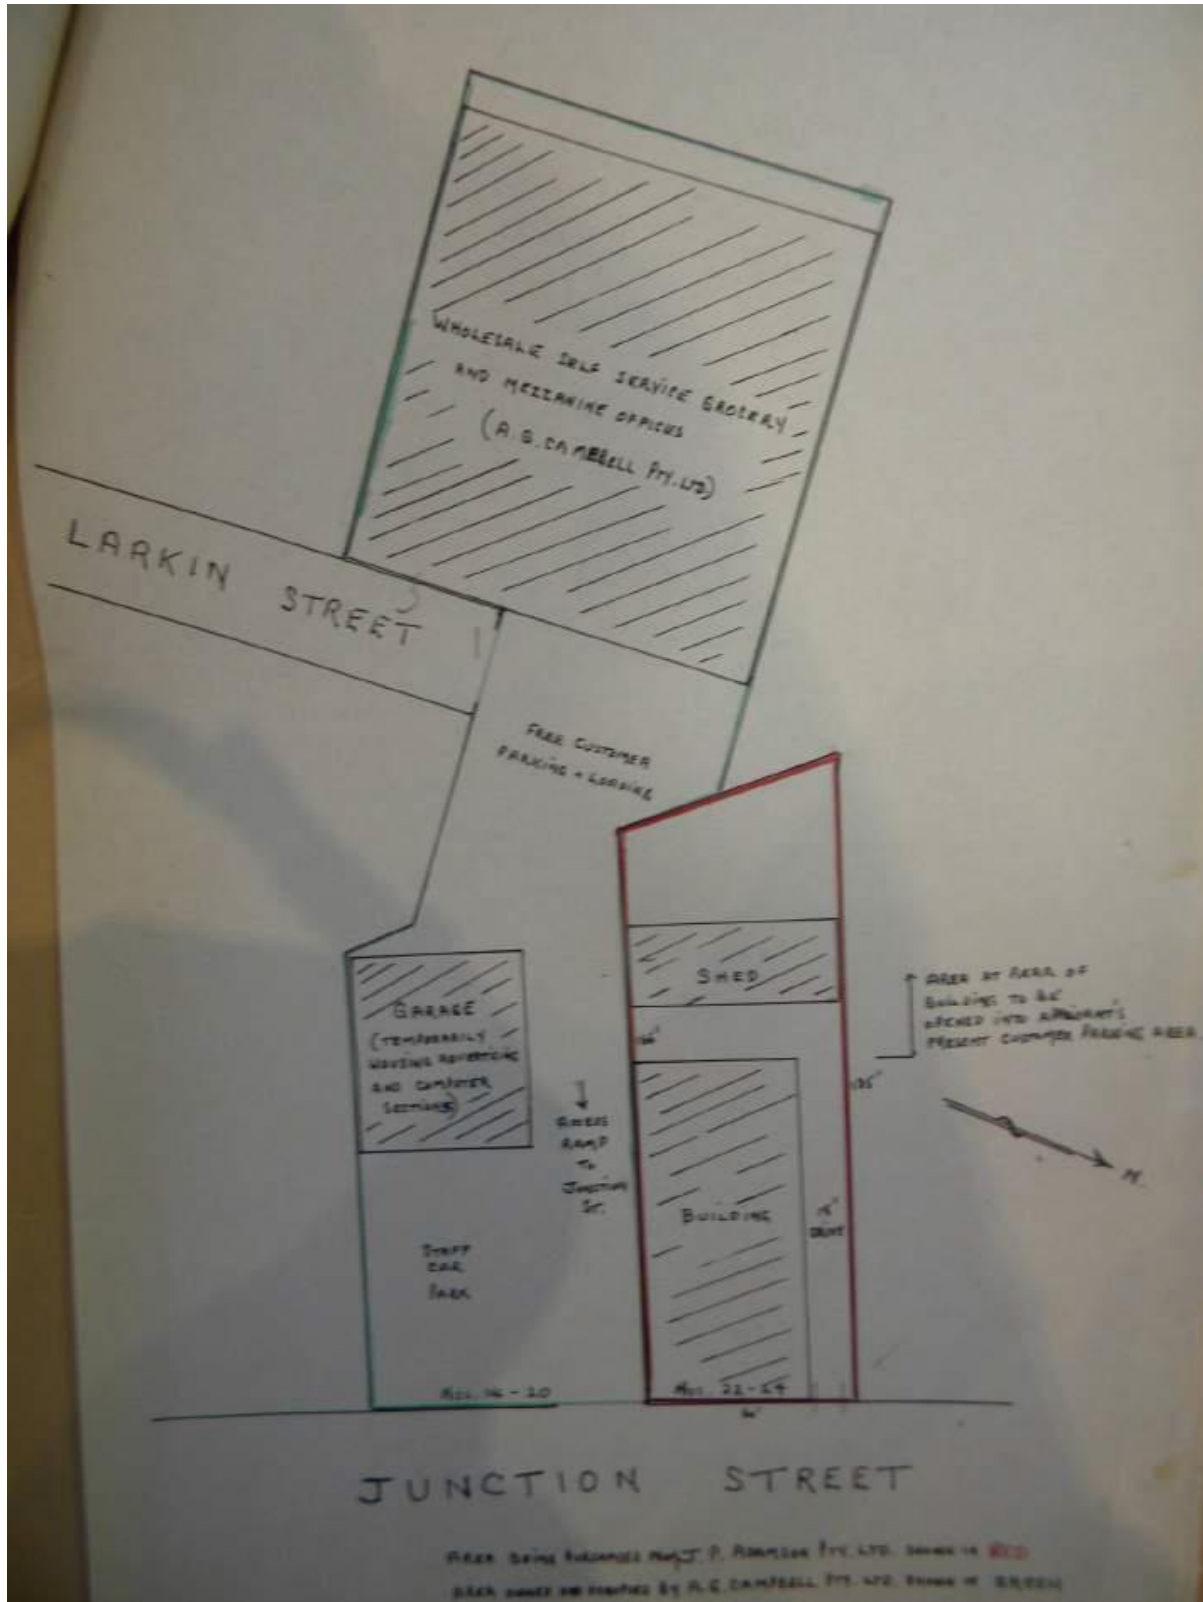 WHOLESALE SELF SERVICE GROCERY
AND MEZZANINE OFFICES
(A.G. CAMPBELL PTY. LTD)
LARKIN STREET
FREE CUSTOMER
PARKING + LOADING
SHED
GARAGE
(TEMPORARILY
HOUSING ADVERTISING
AND COMPUTER
SECTIONS)
AREA AT REAR OF
BUILDING TO BE
OPENED INTO APPLICANT'S
PRESENT CUSTOMER PARKING AREA
ACCESS
RAMP
TO
JUNCTION
ST.
N.
BUILDING
DRIVE
STAFF
CAR
PARK
NOS. 16-20
NOS. 22-24
JUNCTION STREET
AREA BEING PURCHASED FROM J. P. ADAMSON PTY. LTD. SHOWN IN RED
AREA OWNED AND OCCUPIED BY A.G. CAMPBELL PTY. LTD. SHOWN IN GREEN